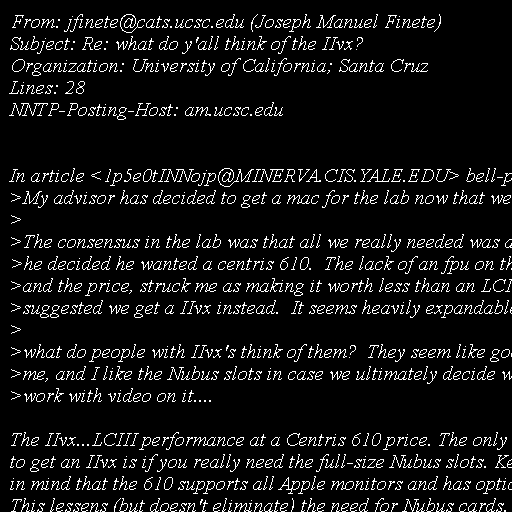 From: jfinete@cats.ucsc.edu (Joseph Manuel Finete)
Subject: Re: what do y'all think of the IIvx?
Organization: University of California; Santa Cruz
Lines: 28
NNTP-Posting-Host: am.ucsc.edu
In article <1p5e0tINNojp@MINERVA.CIS.YALE.EDU> bell-p
>My advisor has decided to get a mac for the lab now that we
>
>The consensus in the lab was that all we really needed was a
>he decided he wanted a centris 610.  The lack of an fpu on th
>and the price, struck me as making it worth less than an LCI
>suggested we get a IIvx instead.  It seems heavily expandable
>
>what do people with IIvx's think of them?  They seem like goo
>me, and I like the Nubus slots in case we ultimately decide w
>work with video on it....
The IIvx...LCIII performance at a Centris 610 price. The only
to get an IIvx is if you really need the full-size Nubus slots. Ke
in mind that the 610 supports all Apple monitors and has optio
This lessens (but doesn't eliminate) the need for Nubus cards.